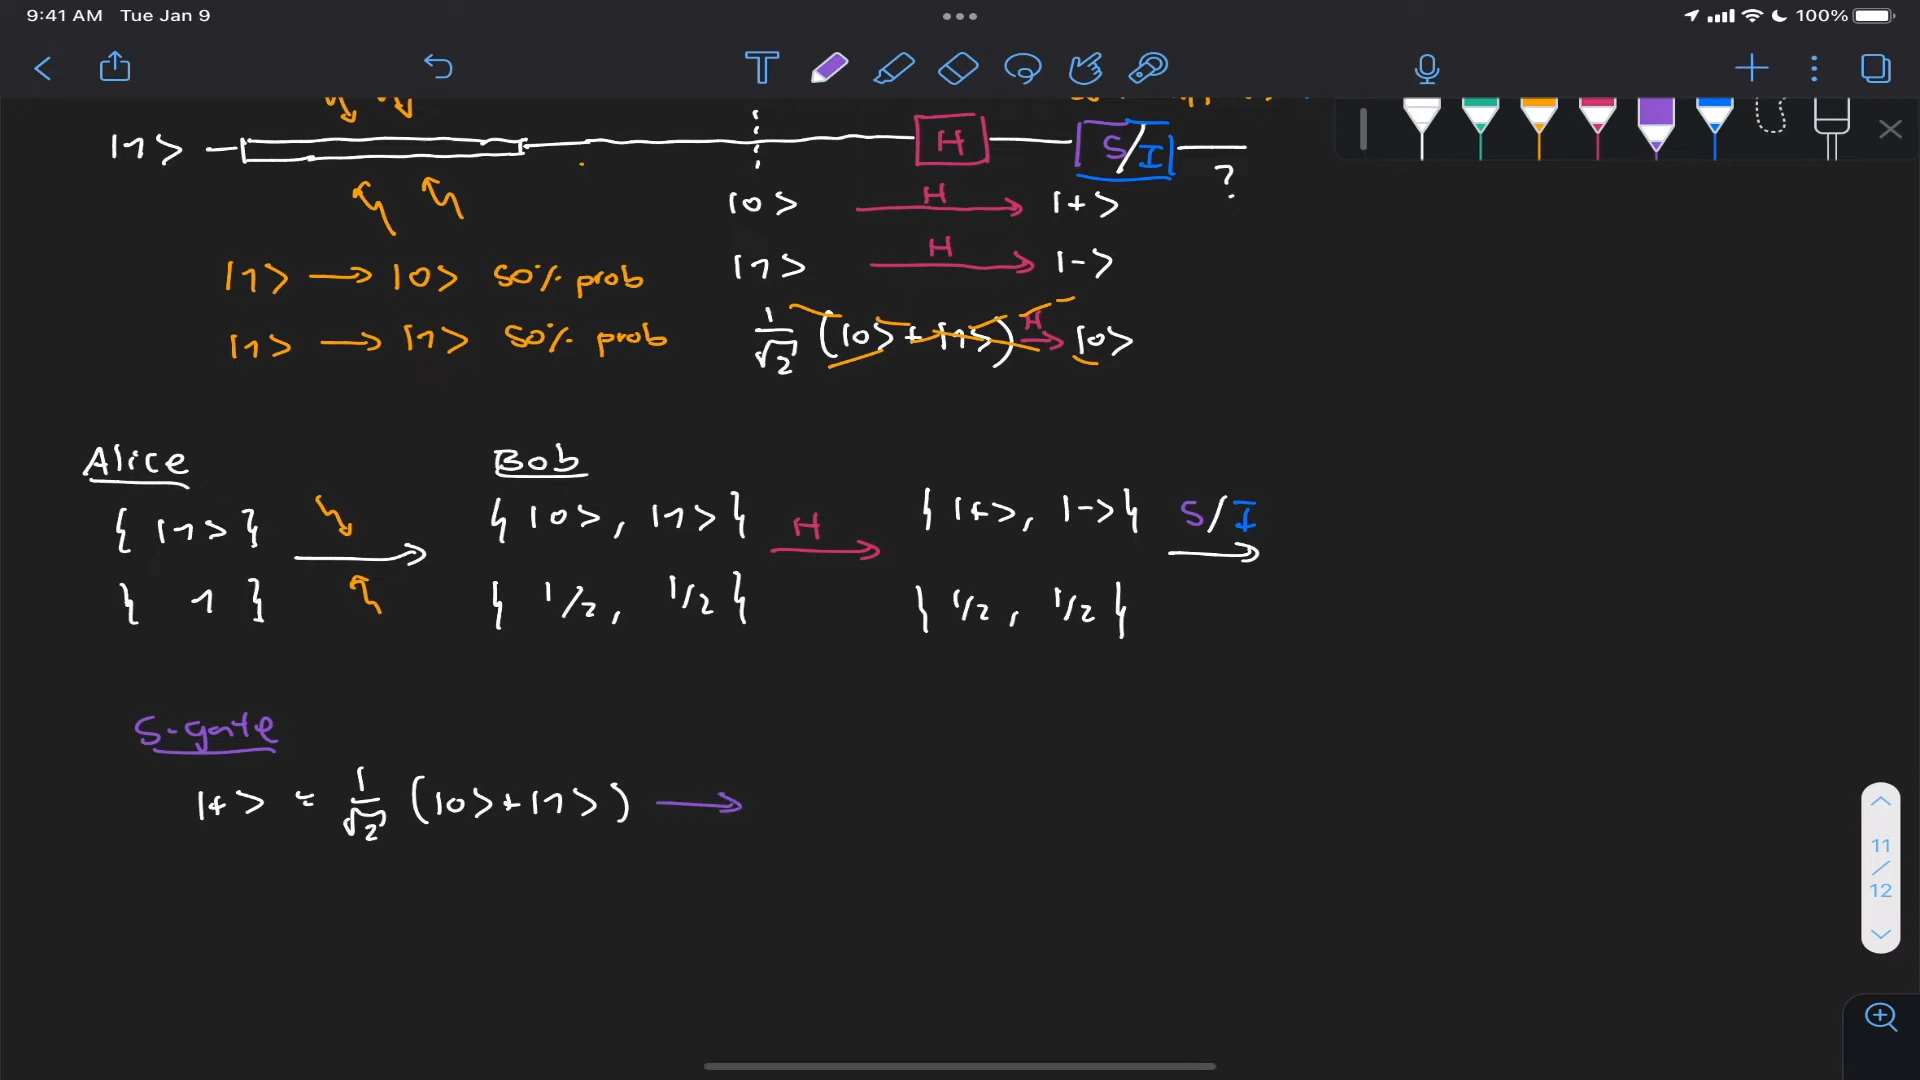 9:41 AM Tue Jan 9
100%
|1> H S/I ?
|0> H |+>
|1> H |->
|1> → |0> 50% prob
|1> → |1> 50% prob
1/√2 (|0>+|1>) H → |0>
Alice
Bob
{ |1> } → { |0>, |1> } H → { |+>, |-> } S/I →
{ 1 } { 1/2, 1/2 } { 1/2, 1/2 }
S-gate
|+> = 1/√2 (|0>+|1>) →
11
/
12